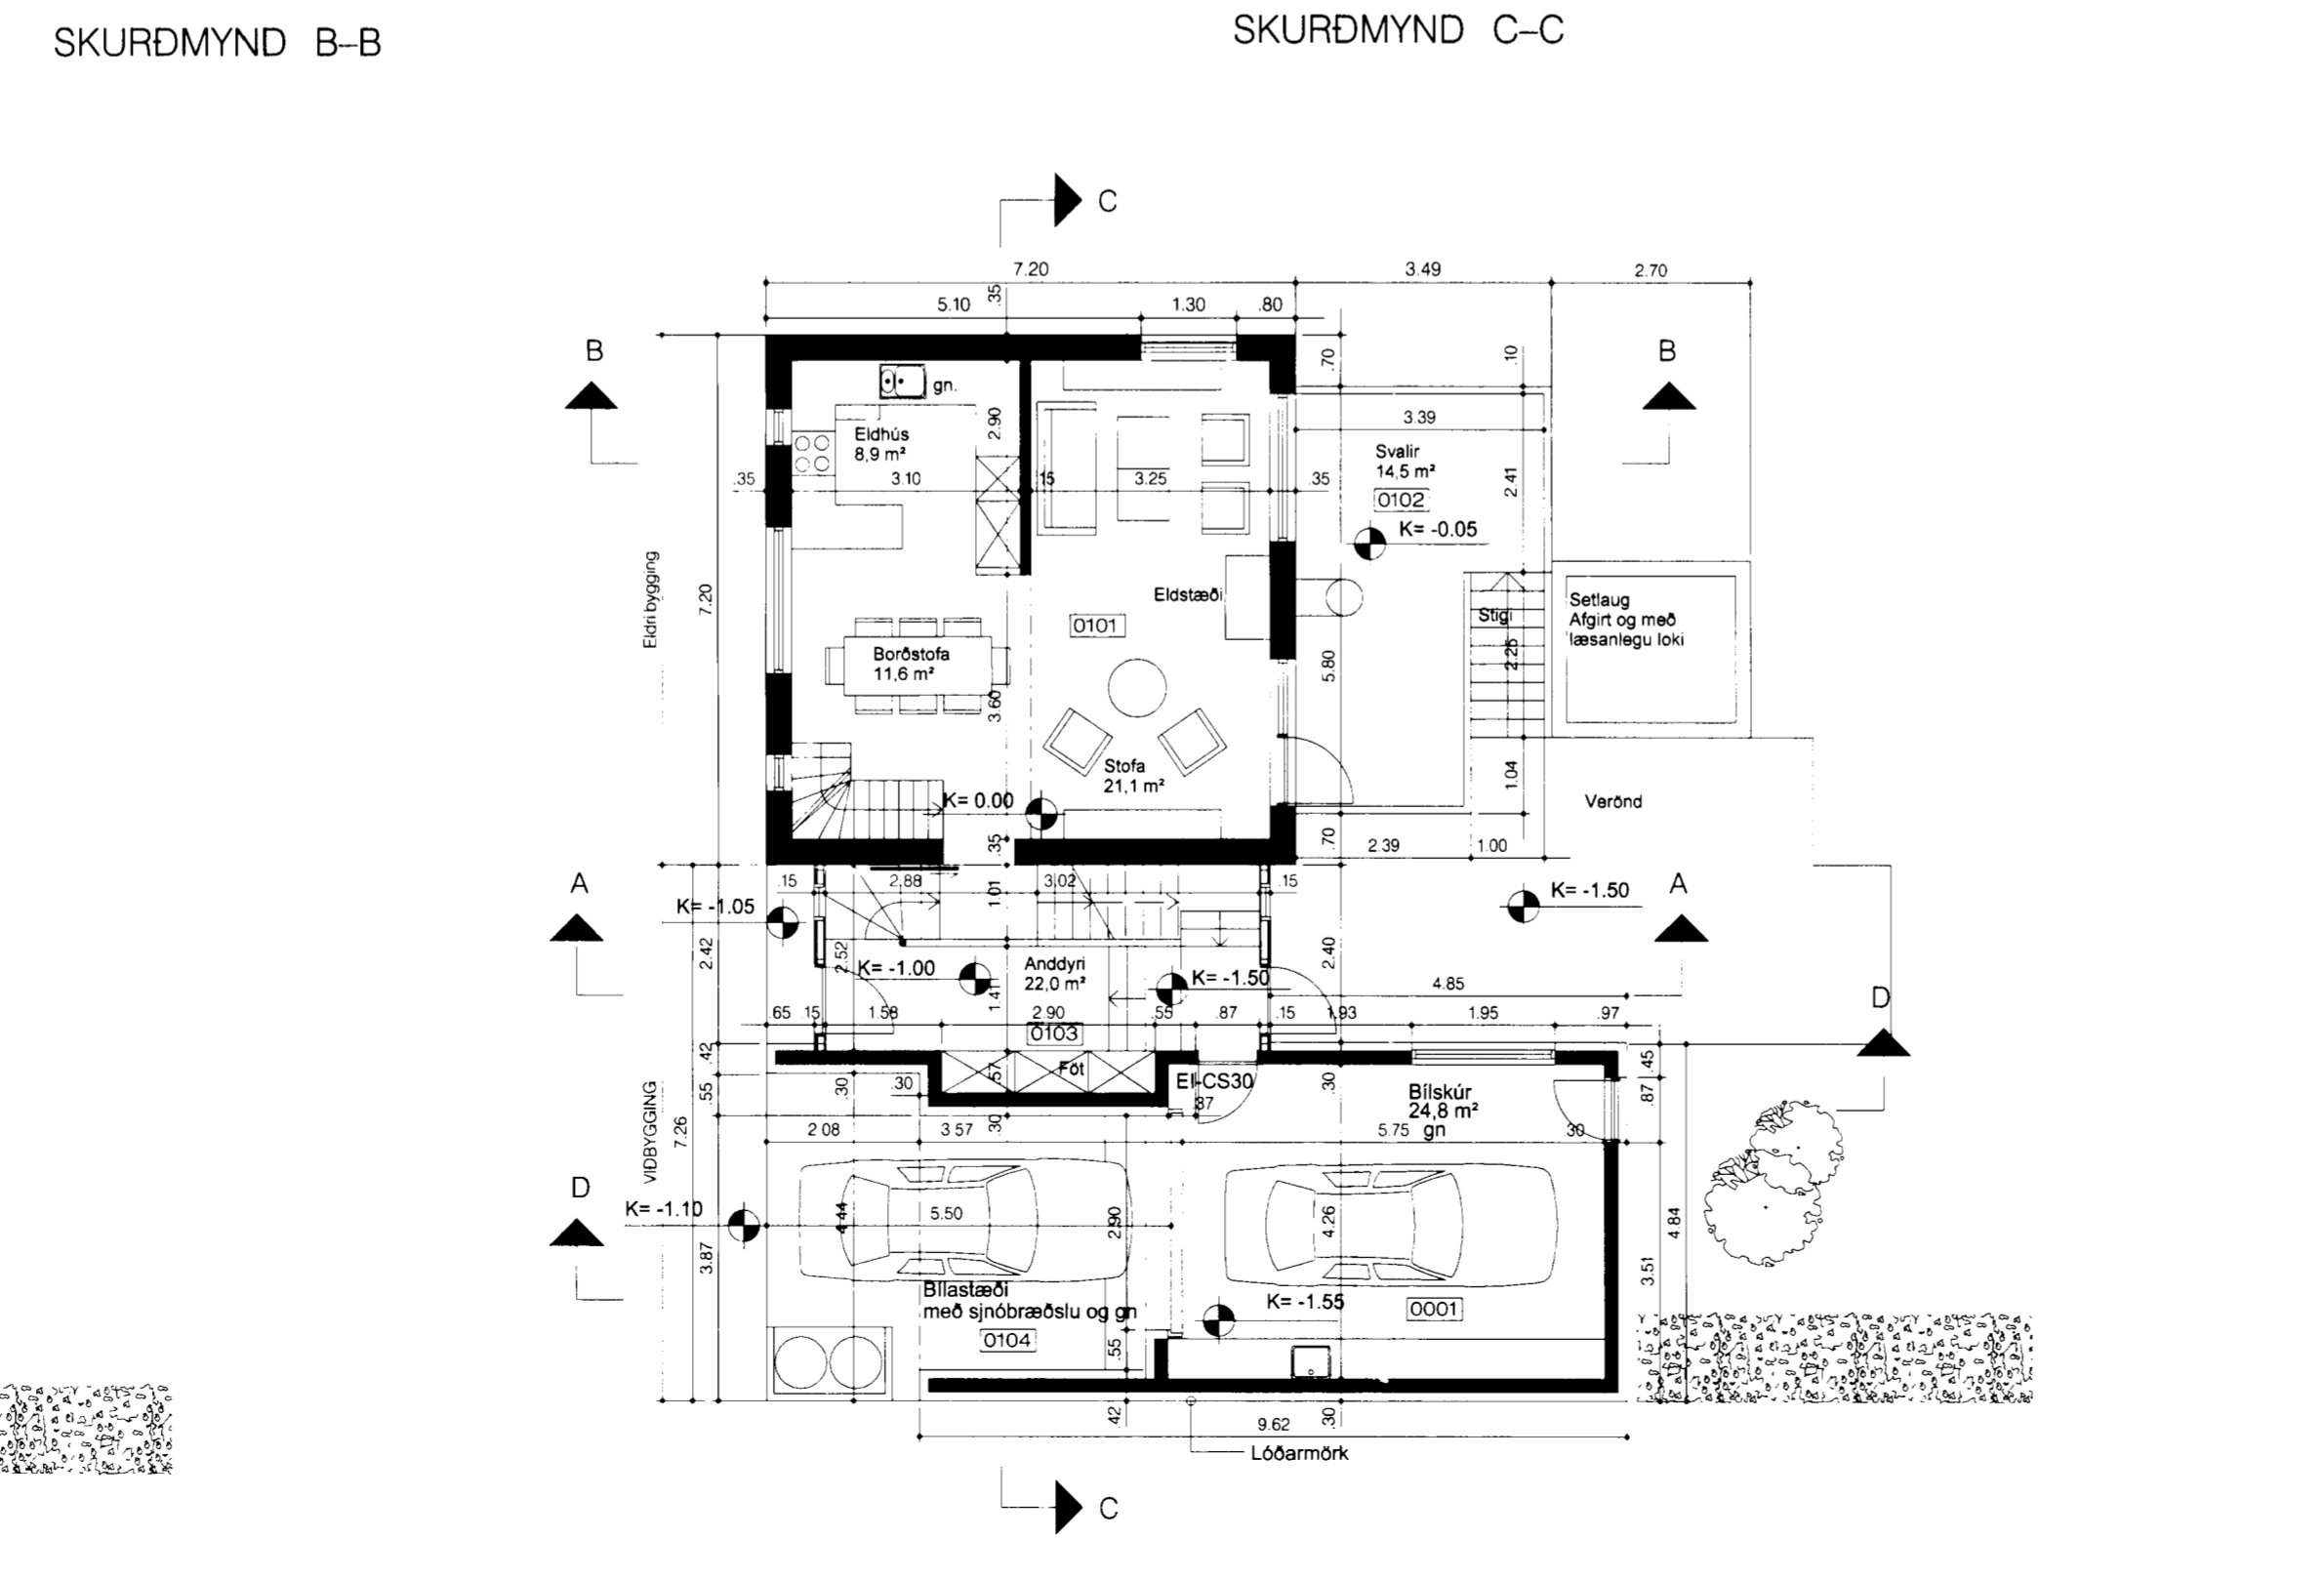 SKURÐMYND B–B
SKURÐMYND C–C
C
7.20
3.49
2.70
5.10
.35
1.30
.80
B
B
.70
.10
gn.
2.90
3.39
Eldhús
8,9 m²
Svalir
14,5 m²
0102
.35
3.10
.15
3.25
.35
2.41
K= -0.05
Eldri bygging
7.20
Eldstæði
0101
Stigi
Setlaug
Afgirt og með
læsanlegu loki
Borðstofa
11,6 m²
3.60
5.80
2.25
Stofa
21,1 m²
1.04
K= 0.00
Verönd
.35
.70
2.39
1.00
A
A
.15
2.88
1.01
3.02
.15
K= -1.05
K= -1.50
2.42
2.52
K= -1.00
Anddyri
22,0 m²
K= -1.50
2.40
4.85
D
1.41
.65
.15
1.58
2.90
.55
.87
.15
1.93
1.95
.97
0103
.42
.57
Föt
EI-CS30
.45
.55
.30
.30
.87
.30
Bílskúr
24,8 m²
gn
.87
VIÐBYGGING
7.26
2 08
3 57
.30
5.75
.30
D
K= -1.10
4.44
5.50
2.90
4.26
4 84
3.87
3.51
Bílastæði
með sjnóbræðslu og gn
0104
K= -1.55
0001
.55
.42
9.62
.30
Lóðarmörk
C